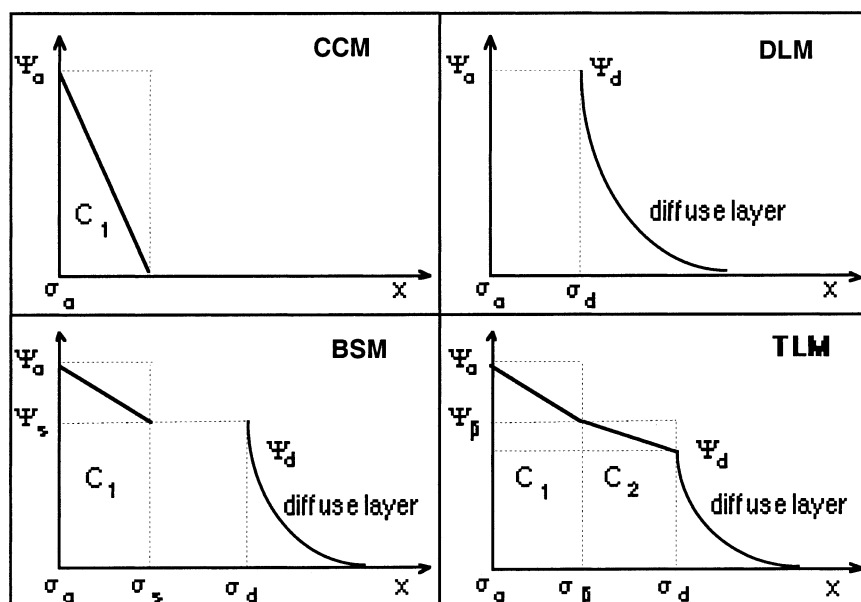 CCM
Ψa
C1
σa
X
DLM
Ψa
Ψd
diffuse layer
σa
σd
X
BSM
Ψa
Ψs
Ψd
C1
diffuse layer
σa
σs
σd
X
TLM
Ψa
Ψβ
Ψd
C1
C2
diffuse layer
σa
σβ
σd
X